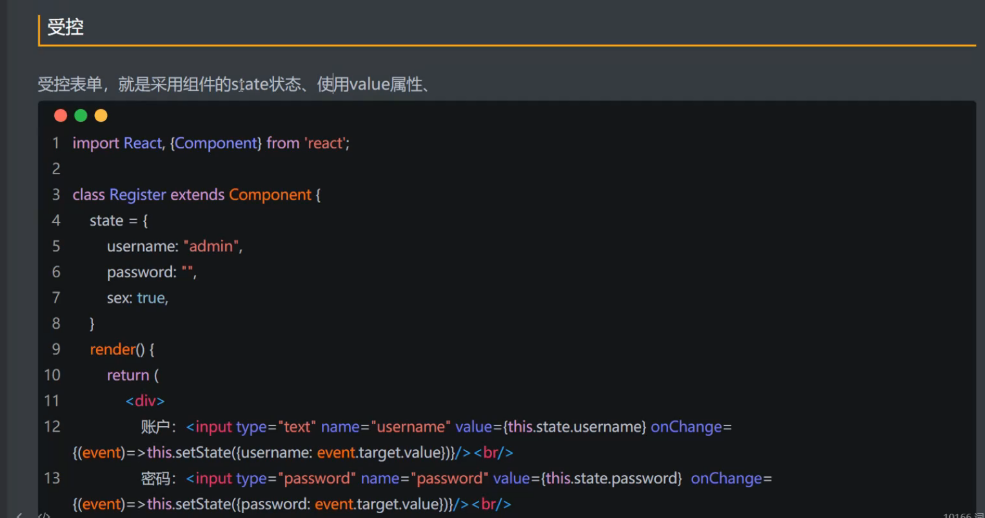 受控
受控表单，就是采用组件的state状态、使用value属性、
1 import React, {Component} from 'react';
2
3 class Register extends Component {
4 state = {
5 username: "admin",
6 password: "",
7 sex: true,
8 }
9 render() {
10 return (
11 <div>
12 账户：<input type="text" name="username" value={this.state.username} onChange=
{(event)=>this.setState({username: event.target.value})}/><br/>
13 密码：<input type="password" name="password" value={this.state.password} onChange=
{(event)=>this.setState({password: event.target.value})}/><br/>